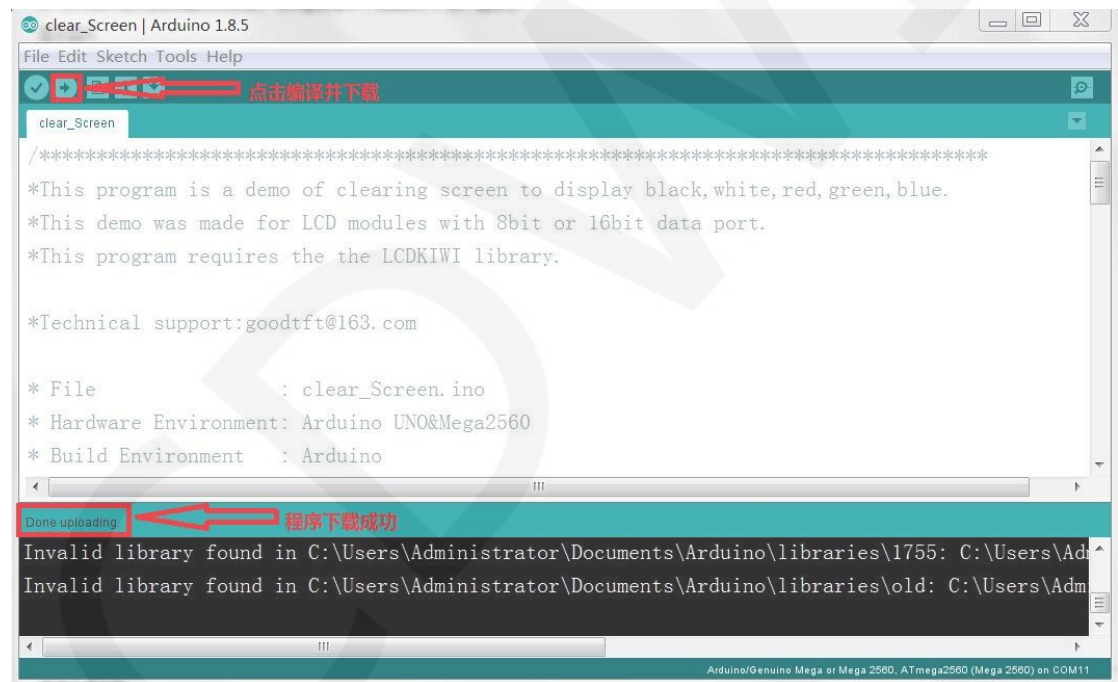 clear_Screen | Arduino 1.8.5
File Edit Sketch Tools Help
点击编译并下载
clear_Screen
/**********************************************************************************
*This program is a demo of clearing screen to display black,white,red,green,blue.
*This demo was made for LCD modules with 8bit or 16bit data port.
*This program requires the the LCDKIWI library.
*Technical support:goodtft@163.com
* File : clear_Screen.ino
* Hardware Environment: Arduino UNO&Mega2560
* Build Environment : Arduino
Done uploading.
程序下载成功
Invalid library found in C:\Users\Administrator\Documents\Arduino\libraries\1755: C:\Users\Adm
Invalid library found in C:\Users\Administrator\Documents\Arduino\libraries\old: C:\Users\Adm
Arduino/Genuino Mega or Mega 2560, ATmega2560 (Mega 2560) on COM11